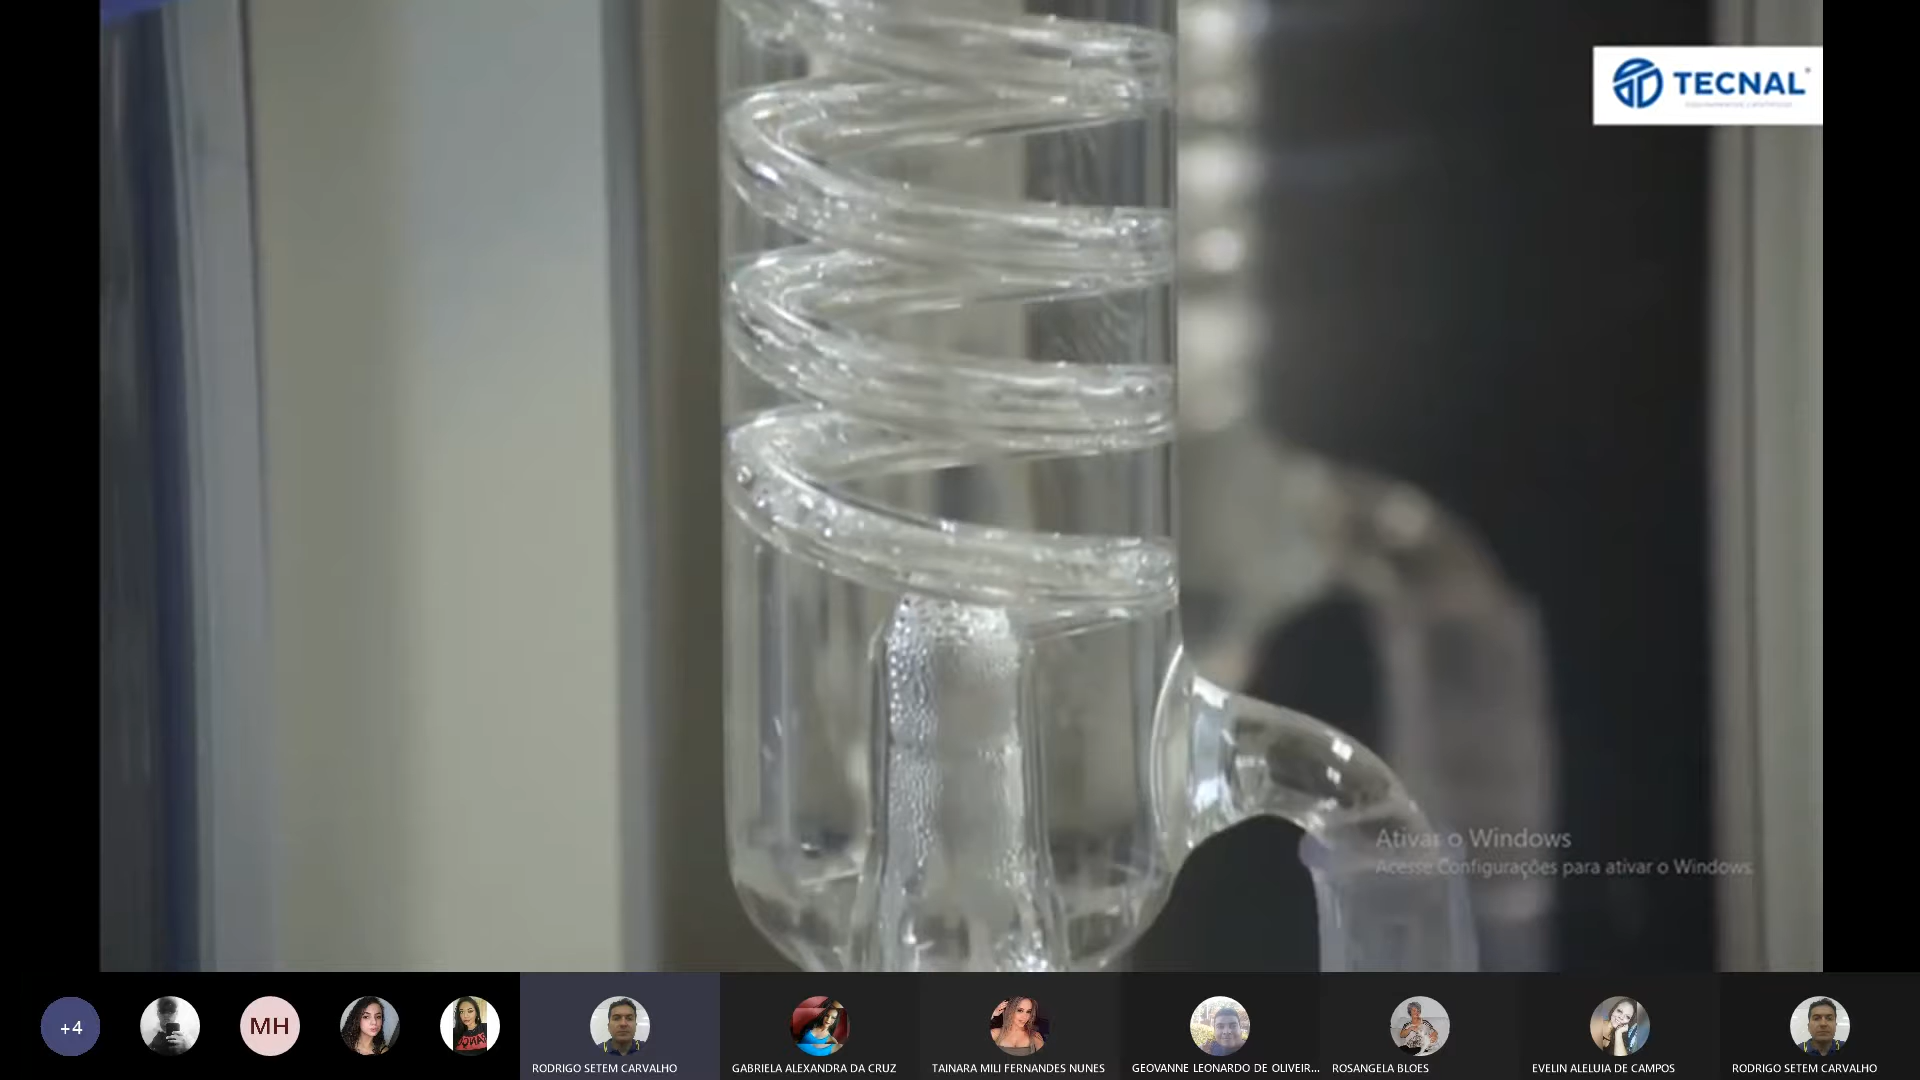 TECNAL
Ativar o Windows
Acesse Configurações para ativar o Windows.
+4
MH
RODRIGO SETEM CARVALHO
GABRIELA ALEXANDRA DA CRUZ
TAINARA MILI FERNANDES NUNES
GEOVANNE LEONARDO DE OLIVEIR...
ROSANGELA BLOES
EVELIN ALELUIA DE CAMPOS
RODRIGO SETEM CARVALHO